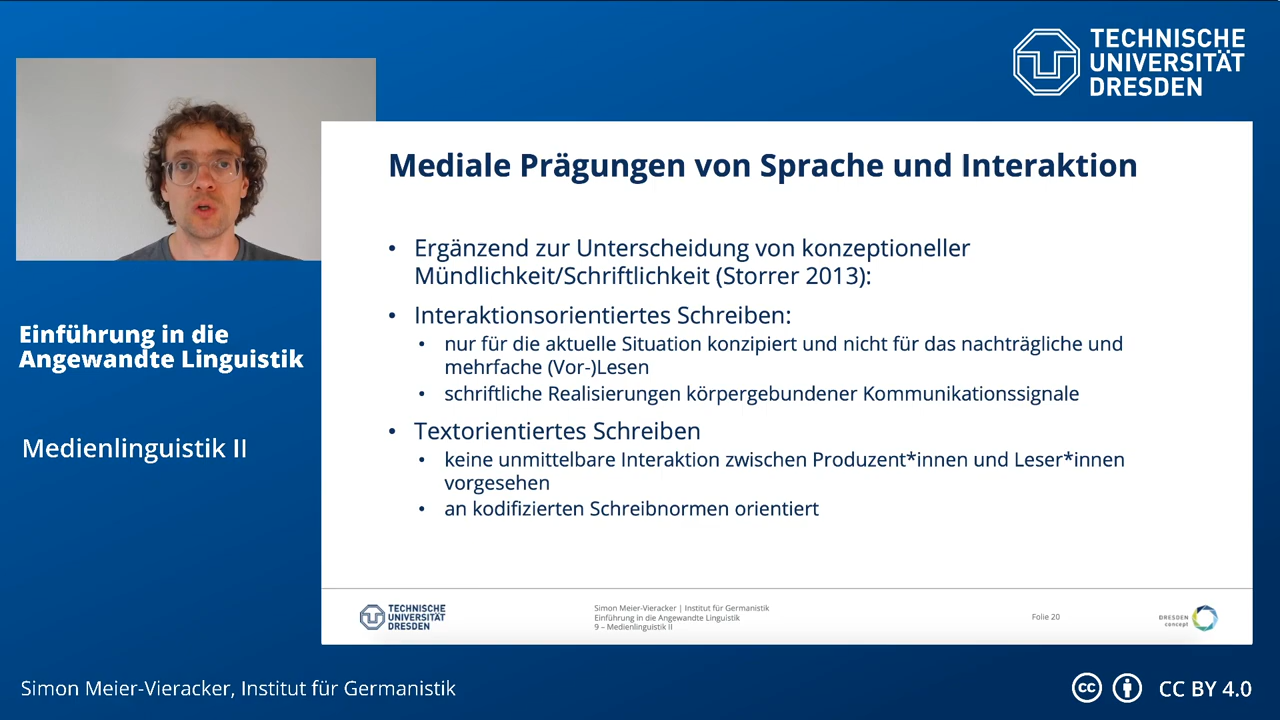 TECHNISCHE
UNIVERSITÄT
DRESDEN
Mediale Prägungen von Sprache und Interaktion
• Ergänzend zur Unterscheidung von konzeptioneller
Mündlichkeit/Schriftlichkeit (Storrer 2013):
• Interaktionsorientiertes Schreiben:
• nur für die aktuelle Situation konzipiert und nicht für das nachträgliche und
mehrfache (Vor-)Lesen
• schriftliche Realisierungen körpergebundener Kommunikationssignale
• Textorientiertes Schreiben
• keine unmittelbare Interaktion zwischen Produzent*innen und Leser*innen
vorgesehen
• an kodifizierten Schreibnormen orientiert
Einführung in die
Angewandte Linguistik
Medienlinguistik II
TECHNISCHE
UNIVERSITÄT
DRESDEN
Simon Meier-Vieracker | Institut für Germanistik
Einführung in die Angewandte Linguistik
9 – Medienlinguistik II
Folie 20
DRESDEN
concept
Simon Meier-Vieracker, Institut für Germanistik
cc CC BY 4.0